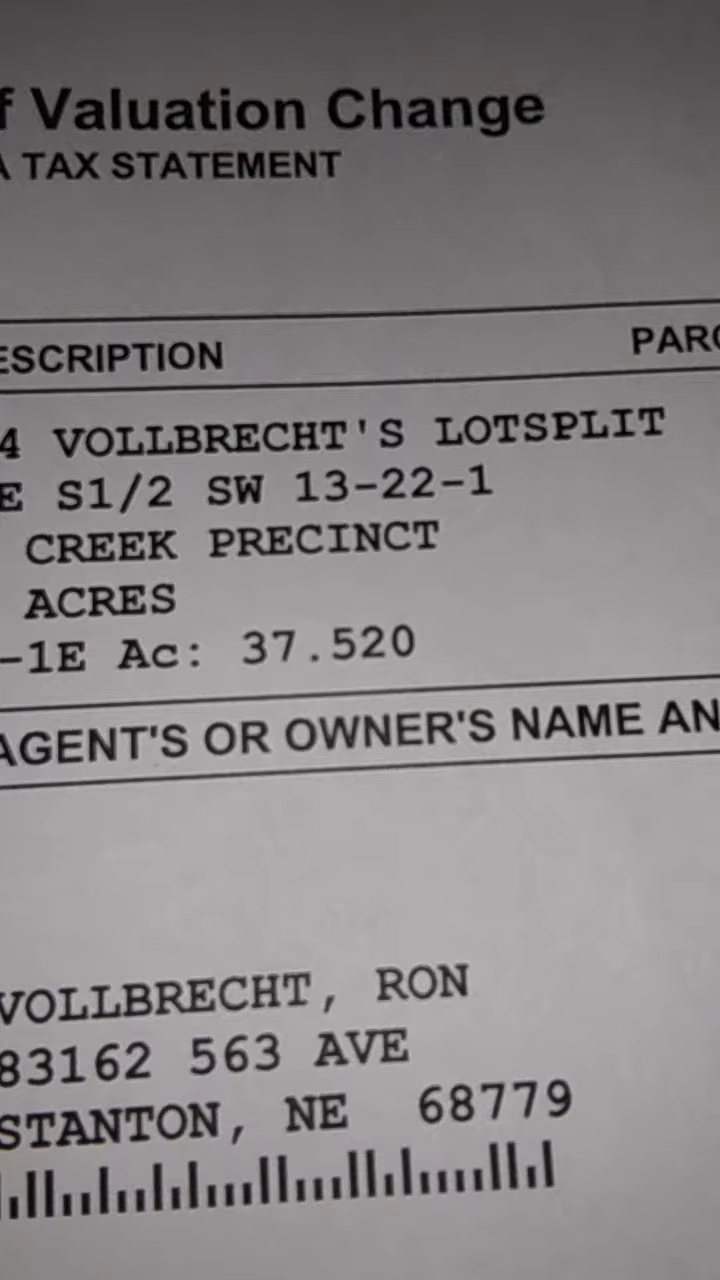 f Valuation Change
A TAX STATEMENT
ESCRIPTION PARC
4 VOLLBRECHT'S LOTSPLIT
E S1/2 SW 13-22-1
CREEK PRECINCT
ACRES
-1E Ac: 37.520
AGENT'S OR OWNER'S NAME AN
VOLLBRECHT, RON
83162 563 AVE
STANTON, NE 68779